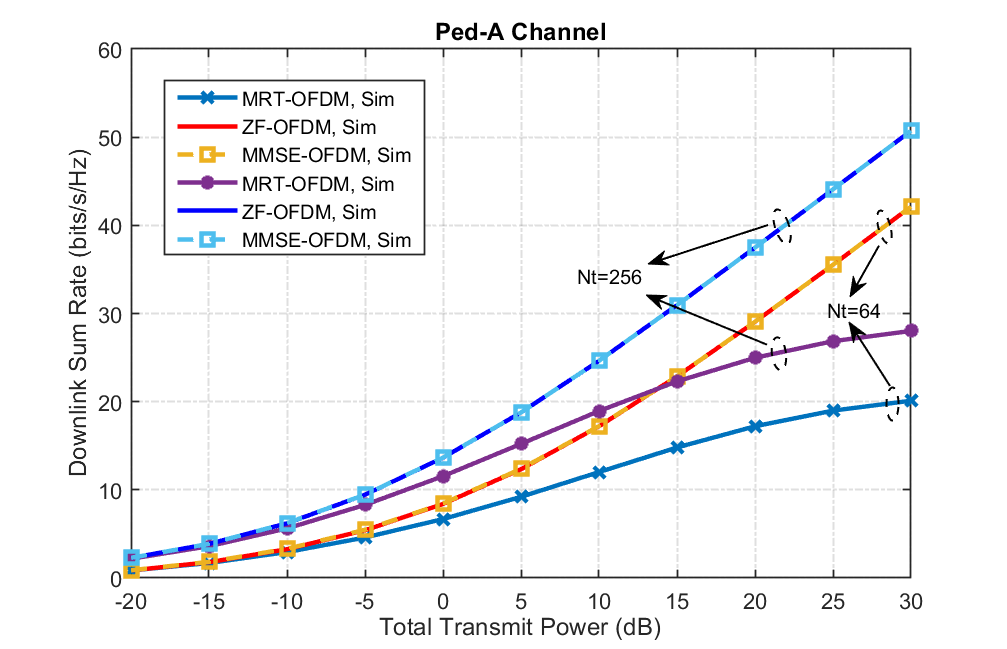 Ped-A Channel
60
50
40
30
20
10
0
Downlink Sum Rate (bits/s/Hz)
MRT-OFDM, Sim
ZF-OFDM, Sim
MMSE-OFDM, Sim
MRT-OFDM, Sim
ZF-OFDM, Sim
MMSE-OFDM, Sim
Nt=256
Nt=64
-20 -15 -10 -5 0 5 10 15 20 25 30
Total Transmit Power (dB)